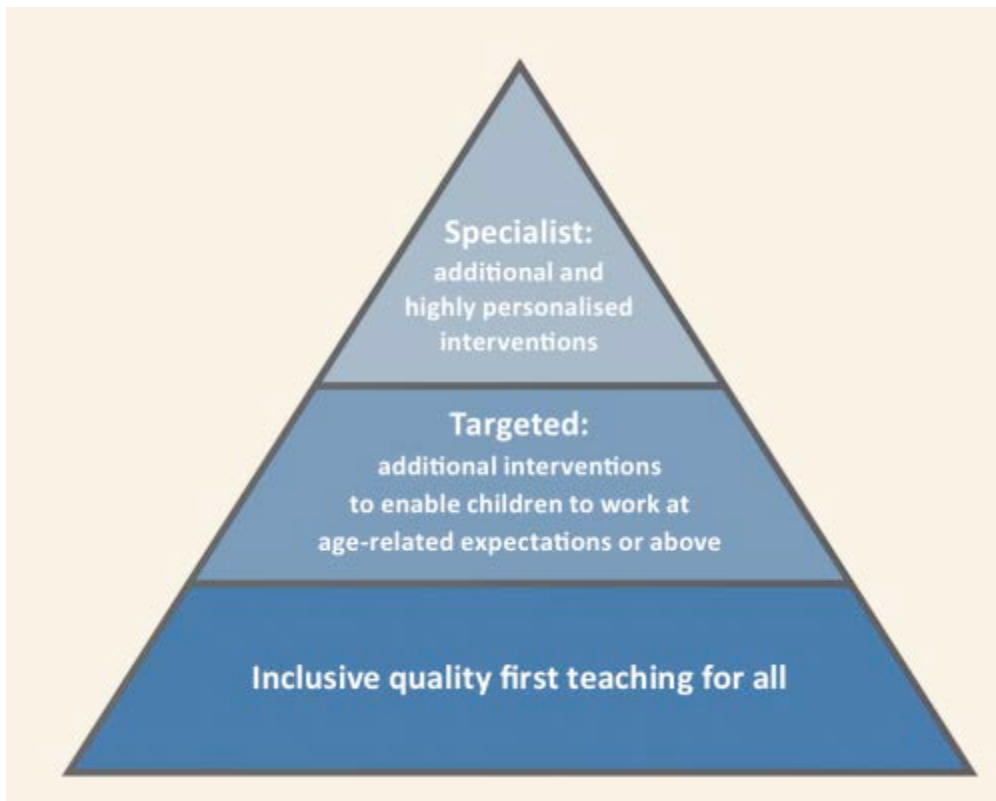 Specialist:
additional and
highly personalised
interventions
Targeted:
additional interventions
to enable children to work at
age-related expectations or above
Inclusive quality first teaching for all